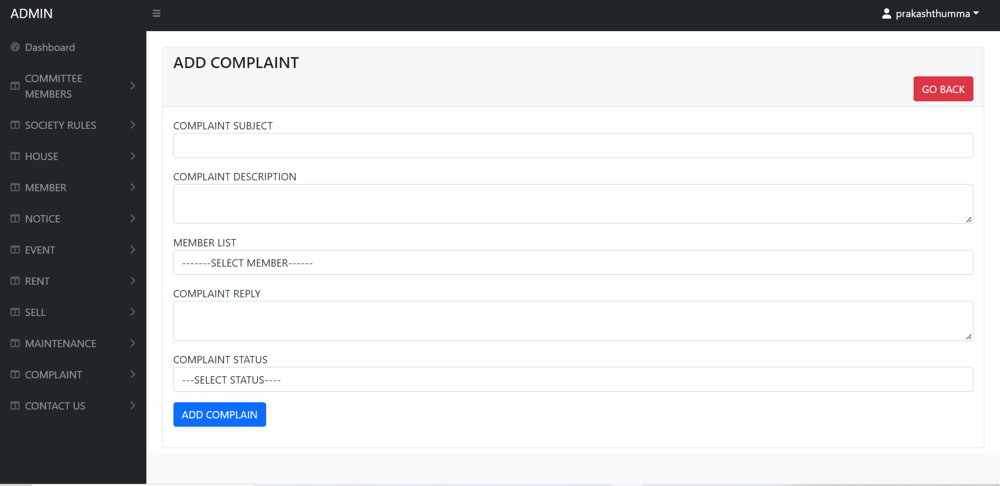 ADMIN
prakashthumma
Dashboard
COMMITTEE
MEMBERS
SOCIETY RULES
HOUSE
MEMBER
NOTICE
EVENT
RENT
SELL
MAINTENANCE
COMPLAINT
CONTACT US
ADD COMPLAINT
GO BACK
COMPLAINT SUBJECT
COMPLAINT DESCRIPTION
MEMBER LIST
-------SELECT MEMBER------
COMPLAINT REPLY
COMPLAINT STATUS
---SELECT STATUS----
ADD COMPLAIN